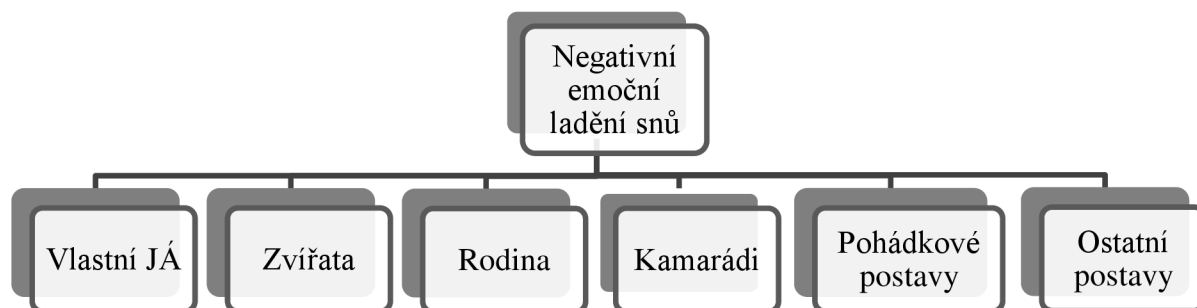 Negativní
emoční
ladění snů
Vlastní JÁ
Zvířata
Rodina
Kamarádi
Pohádkové
postavy
Ostatní
postavy